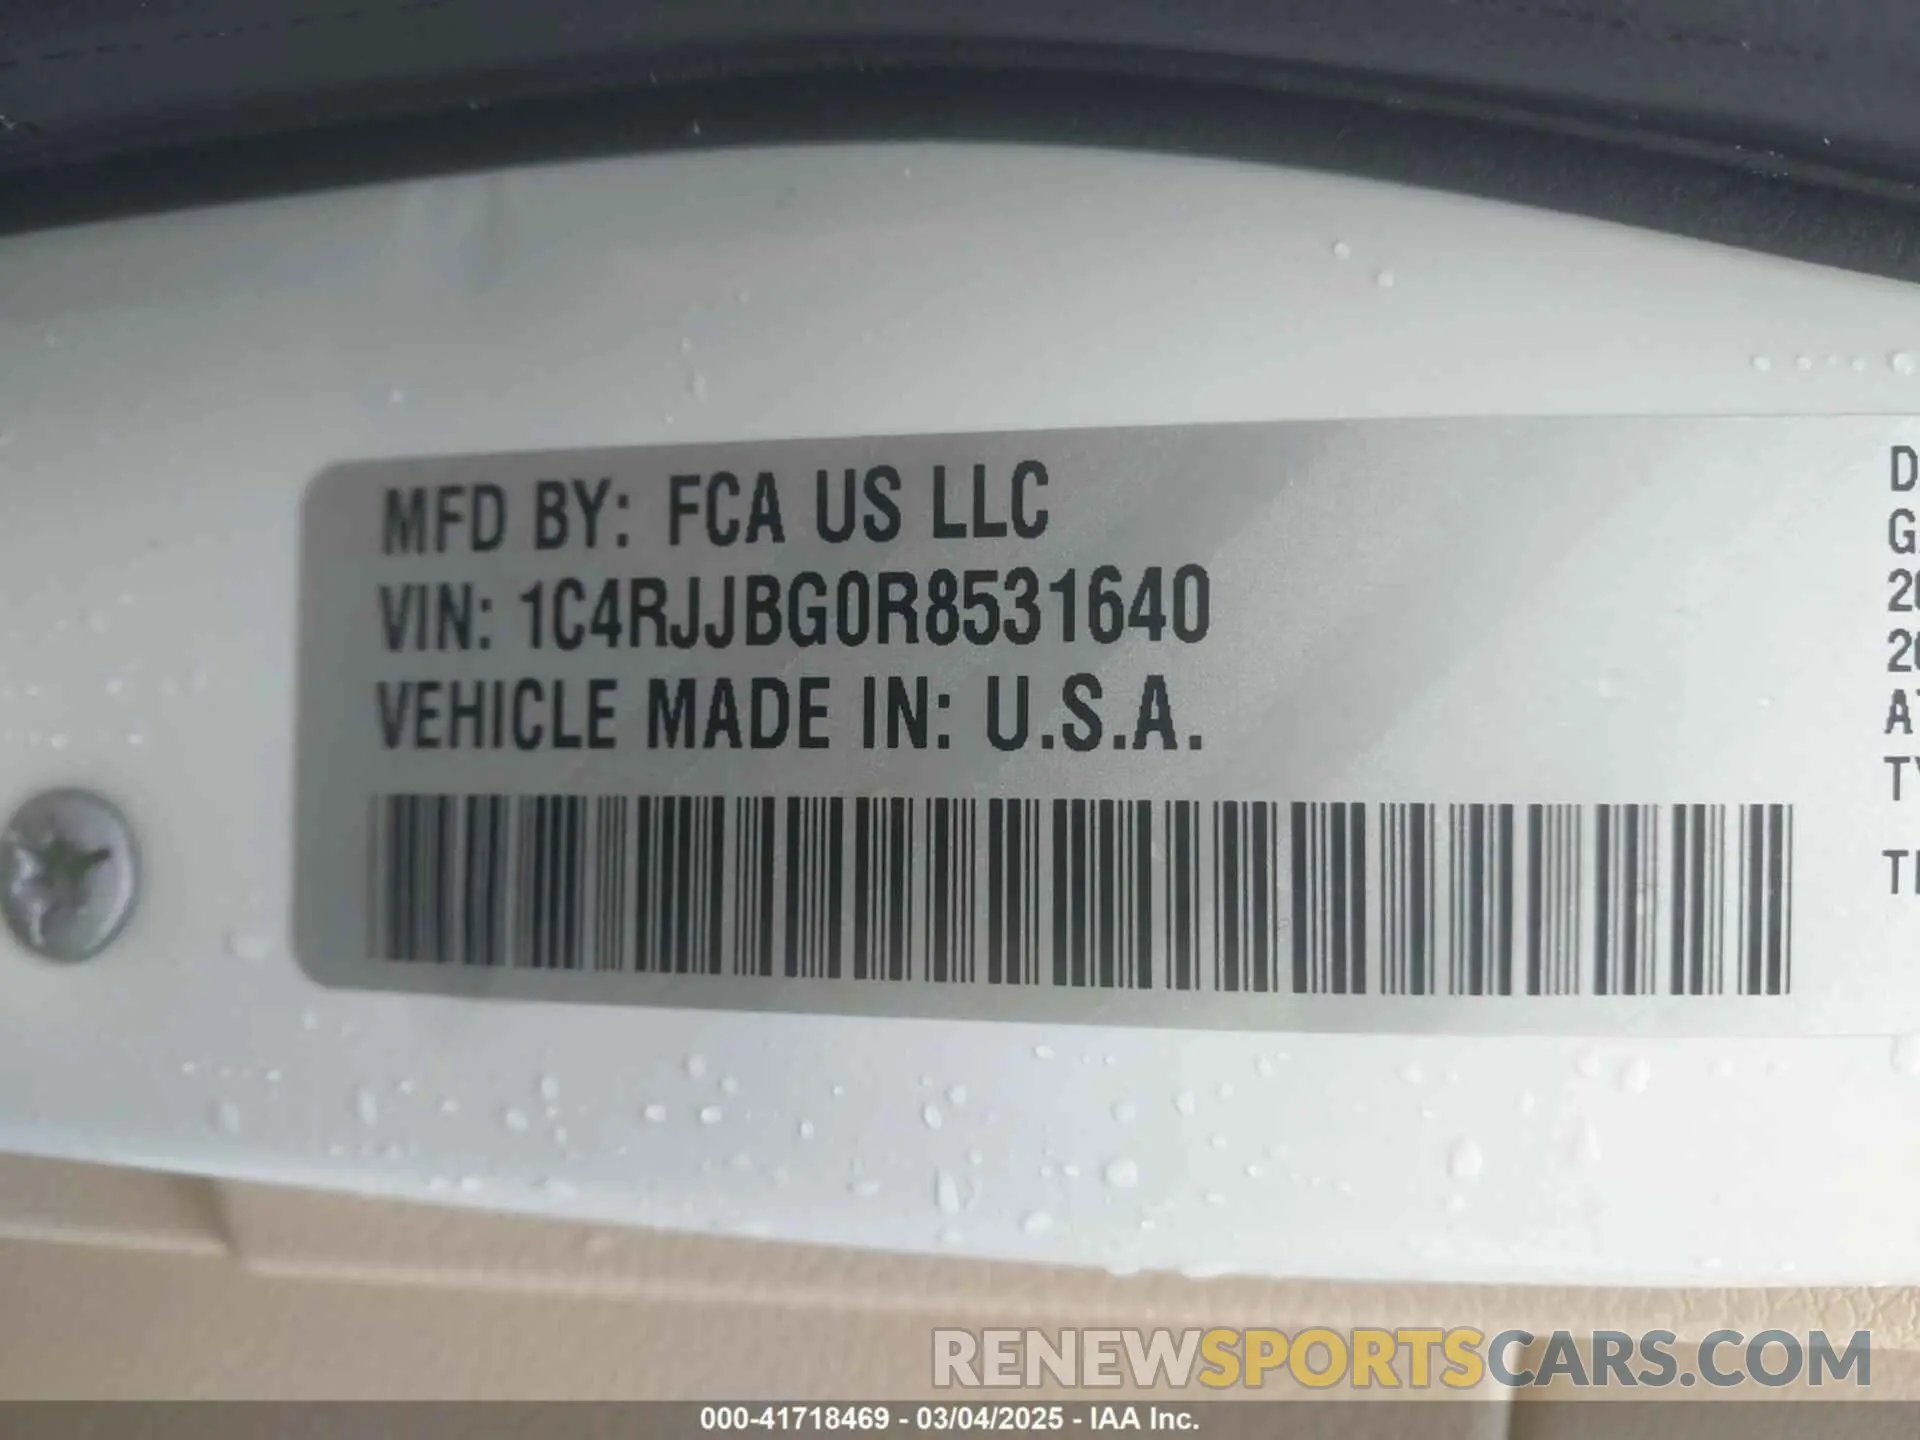 MFD BY: FCA US LLC
VIN: 1C4RJJBG0R8531640
VEHICLE MADE IN: U.S.A.
RENEWSPORTSCARS.COM
000-41718469 - 03/04/2025 - IAA Inc.